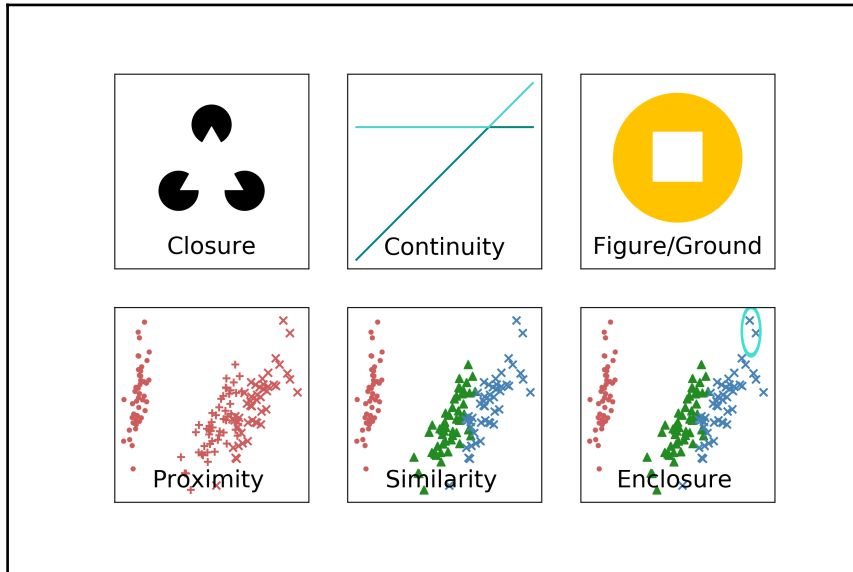 Closure
Continuity
Figure/Ground
Proximity
Similarity
Enclosure